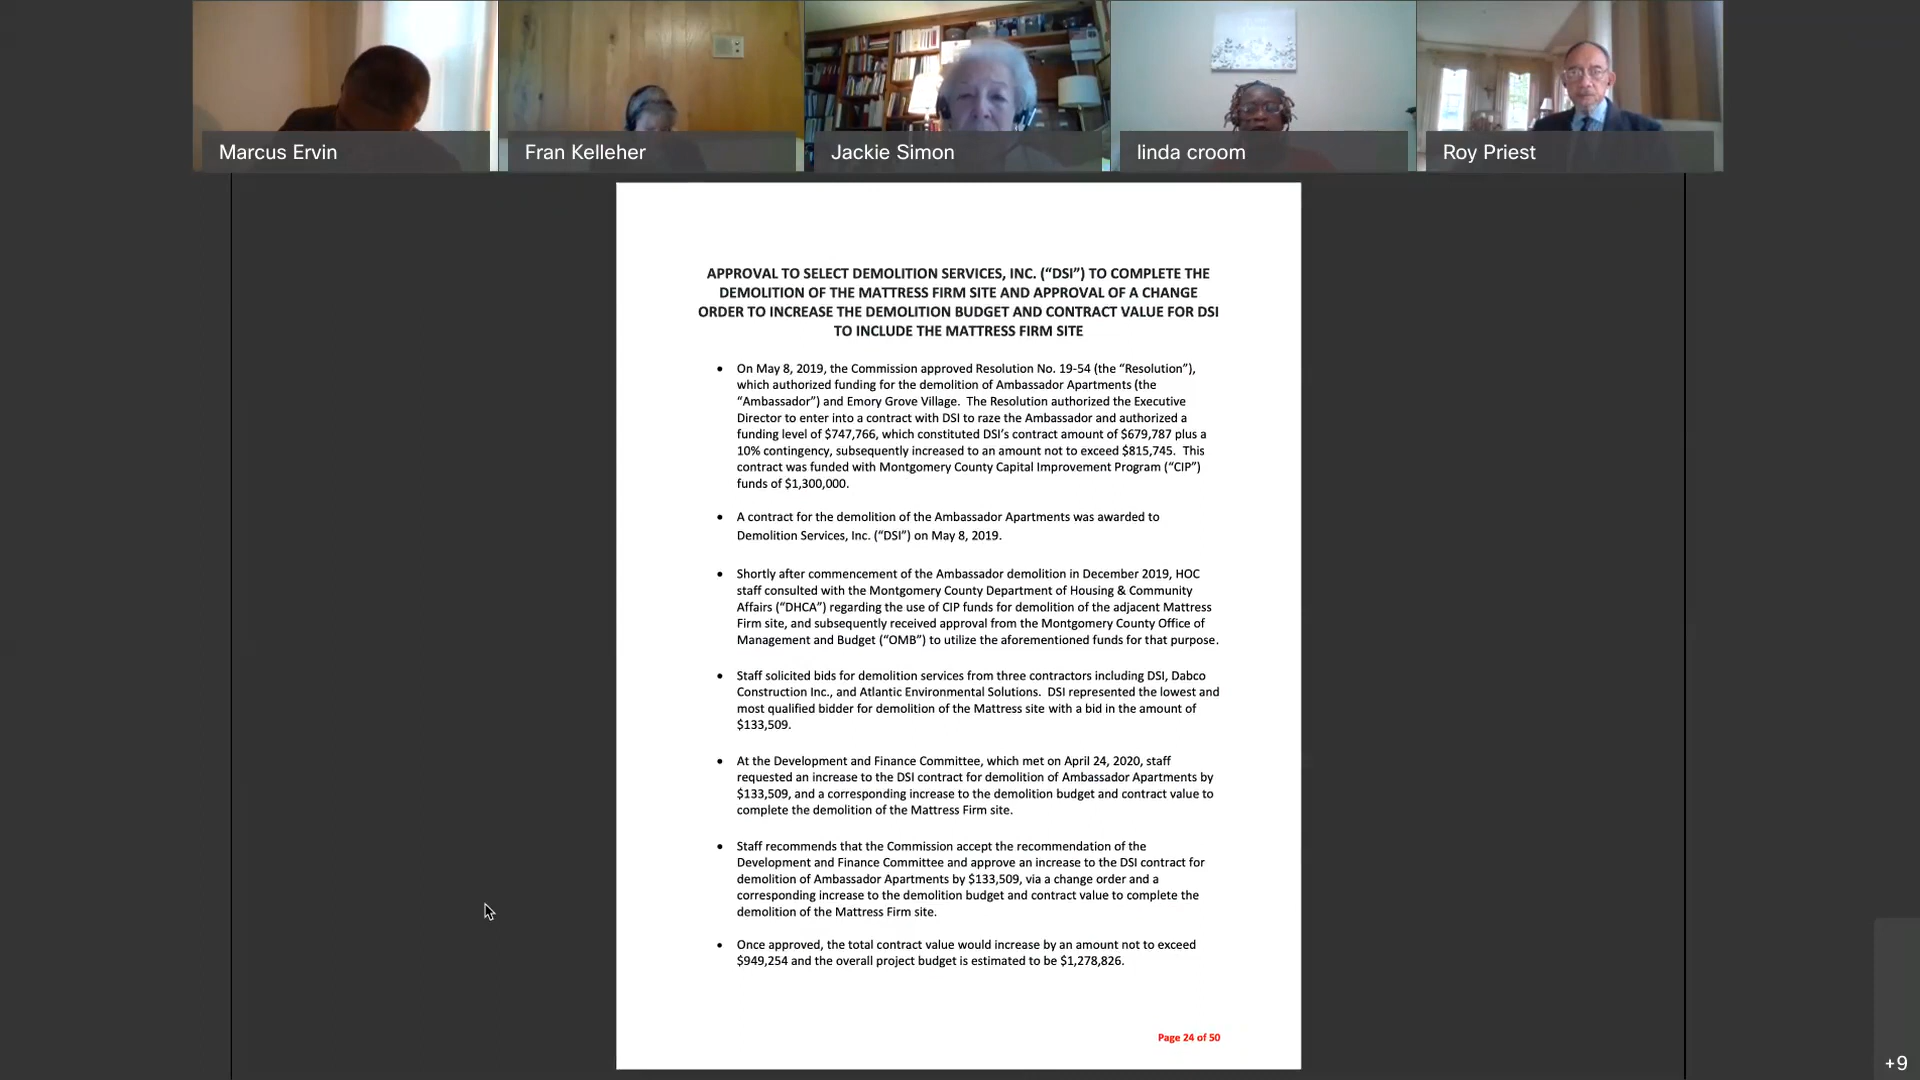 Marcus Ervin
Fran Kelleher
Jackie Simon
linda croom
Roy Priest
APPROVAL TO SELECT DEMOLITION SERVICES, INC. (“DSI”) TO COMPLETE THE
DEMOLITION OF THE MATTRESS FIRM SITE AND APPROVAL OF A CHANGE
ORDER TO INCREASE THE DEMOLITION BUDGET AND CONTRACT VALUE FOR DSI
TO INCLUDE THE MATTRESS FIRM SITE
• On May 8, 2019, the Commission approved Resolution No. 19-54 (the “Resolution”),
which authorized funding for the demolition of Ambassador Apartments (the
“Ambassador”) and Emory Grove Village. The Resolution authorized the Executive
Director to enter into a contract with DSI to raze the Ambassador and authorized a
funding level of $747,766, which constituted DSI’s contract amount of $679,787 plus a
10% contingency, subsequently increased to an amount not to exceed $815,745. This
contract was funded with Montgomery County Capital Improvement Program (“CIP”)
funds of $1,300,000.
• A contract for the demolition of the Ambassador Apartments was awarded to
Demolition Services, Inc. (“DSI”) on May 8, 2019.
• Shortly after commencement of the Ambassador demolition in December 2019, HOC
staff consulted with the Montgomery County Department of Housing & Community
Affairs (“DHCA”) regarding the use of CIP funds for demolition of the adjacent Mattress
Firm site, and subsequently received approval from the Montgomery County Office of
Management and Budget (“OMB”) to utilize the aforementioned funds for that purpose.
• Staff solicited bids for demolition services from three contractors including DSI, Dabco
Construction Inc., and Atlantic Environmental Solutions. DSI represented the lowest and
most qualified bidder for demolition of the Mattress site with a bid in the amount of
$133,509.
• At the Development and Finance Committee, which met on April 24, 2020, staff
requested an increase to the DSI contract for demolition of Ambassador Apartments by
$133,509, and a corresponding increase to the demolition budget and contract value to
complete the demolition of the Mattress Firm site.
• Staff recommends that the Commission accept the recommendation of the
Development and Finance Committee and approve an increase to the DSI contract for
demolition of Ambassador Apartments by $133,509, via a change order and a
corresponding increase to the demolition budget and contract value to complete the
demolition of the Mattress Firm site.
• Once approved, the total contract value would increase by an amount not to exceed
$949,254 and the overall project budget is estimated to be $1,278,826.
Page 24 of 50
+9